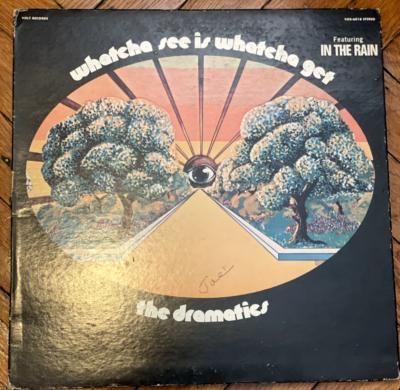 VOLT RECORDS
VOS-6018 STEREO
whatcha see is whatcha get
Featuring
IN THE RAIN
the dramatics